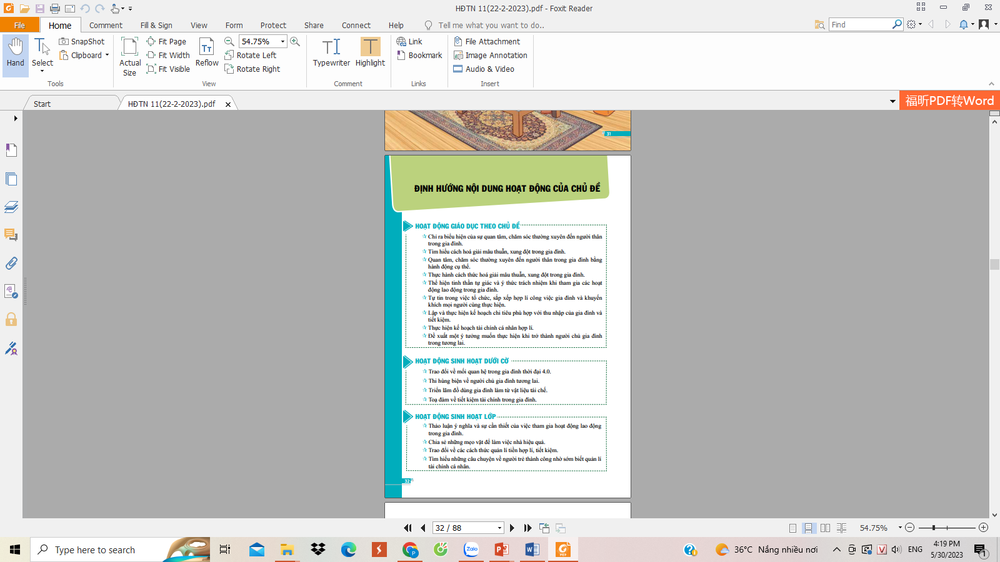 HĐTN 11(22-2-2023).pdf - Foxit Reader
File Home Comment Fill & Sign View Form Protect Share Connect Help Tell me what you want to do.. Find
Hand
Select
SnapShot
Clipboard
Tools
Actual Size
Fit Page
Fit Width
Fit Visible
Reflow
54.75%
Rotate Left
Rotate Right
View
Typewriter
Highlight
Comment
Link
Bookmark
Links
File Attachment
Image Annotation
Audio & Video
Insert
Start
HĐTN 11(22-2-2023).pdf
福昕PDF转Word
31
ĐỊNH HƯỚNG NỘI DUNG HOẠT ĐỘNG CỦA CHỦ ĐỀ
HOẠT ĐỘNG GIÁO DỤC THEO CHỦ ĐỀ
Chỉ ra biểu hiện của sự quan tâm, chăm sóc thường xuyên đến người thân
trong gia đình.
Tìm hiểu cách hoá giải mâu thuẫn, xung đột trong gia đình.
Quan tâm, chăm sóc thường xuyên đến người thân trong gia đình bằng
hành động cụ thể.
Thực hành cách thức hoá giải mâu thuẫn, xung đột trong gia đình.
Thể hiện tinh thần tự giác và ý thức trách nhiệm khi tham gia các hoạt
động lao động trong gia đình.
Tự tin trong việc tổ chức, sắp xếp hợp lí công việc gia đình và khuyến
khích mọi người cùng thực hiện.
Lập và thực hiện kế hoạch chi tiêu phù hợp với thu nhập của gia đình và
tiết kiệm.
Thực hiện kế hoạch tài chính cá nhân hợp lí.
Đề xuất một ý tưởng muốn thực hiện khi trở thành người chủ gia đình
trong tương lai.
HOẠT ĐỘNG SINH HOẠT DƯỚI CỜ
Trao đổi về mối quan hệ trong gia đình thời đại 4.0.
Thi hùng biện về người chủ gia đình tương lai.
Triển lãm đồ dùng gia đình làm từ vật liệu tái chế.
Toạ đàm về tiết kiệm tài chính trong gia đình.
HOẠT ĐỘNG SINH HOẠT LỚP
Thảo luận ý nghĩa và sự cần thiết của việc tham gia hoạt động lao động
trong gia đình.
Chia sẻ những mẹo vặt để làm việc nhà hiệu quả.
Trao đổi về các cách thức quản lí tiền hợp lí, tiết kiệm.
Tìm hiểu những câu chuyện về người trẻ thành công nhờ sớm biết quản lí
tài chính cá nhân.
32
32 / 88
54.75%
Type here to search
Zalo
36°C Nắng nhiều nơi
ENG
4:19 PM
5/30/2023
1